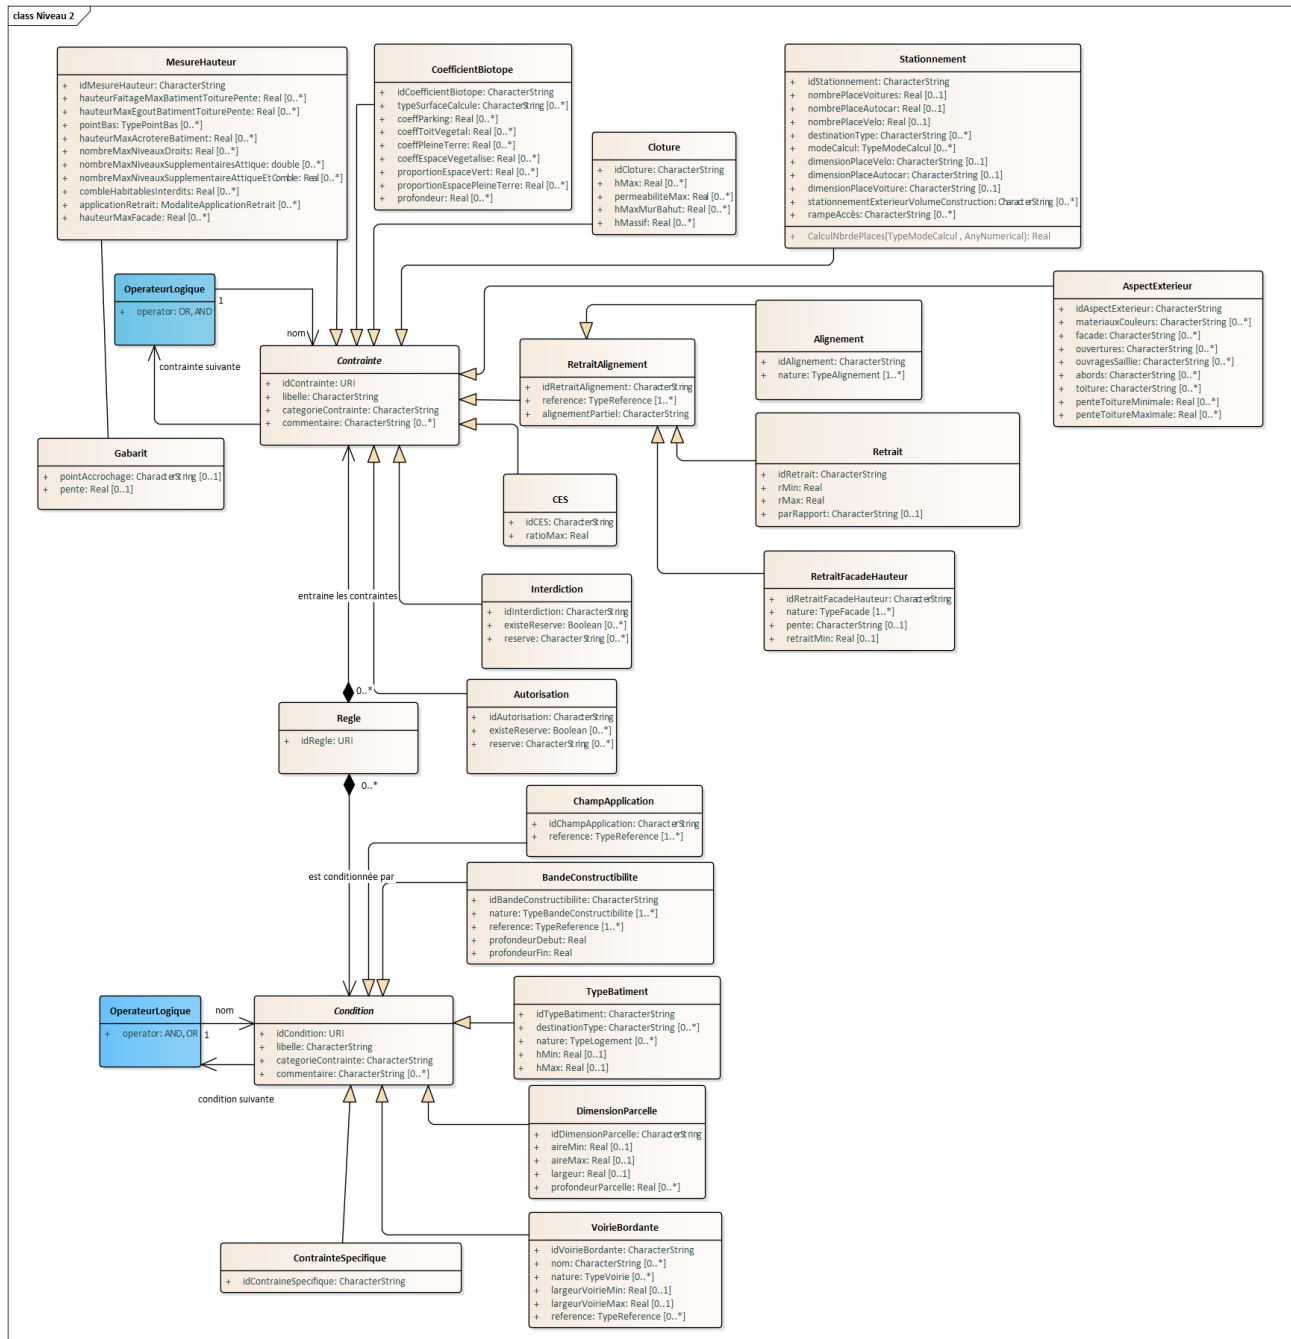 class Niveau 2
MesureHauteur
+ idMesureHauteur: CharacterString
+ hauteurFaitageMaxBatimentToiturePente: Real [0..*]
+ hauteurMaxEgoutBatimentToiturePente: Real [0..*]
+ pointBas: TypePointBas [0..*]
+ hauteurMaxAcrotereBatiment: Real [0..*]
+ nombreMaxNiveauxDroits: Real [0..*]
+ nombreMaxNiveauxSupplementairesAttique: double [0..*]
+ nombreMaxNiveauxSupplementaireAttiqueEtComble: Real [0..*]
+ combleHabitablesInterdits: Real [0..*]
+ applicationRetrait: ModaliteApplicationRetrait [0..*]
+ hauteurMaxFacade: Real [0..*]
CoefficientBiotope
+ idCoefficientBiotope: CharacterString
+ typeSurfaceCalcule: CharacterString [0..*]
+ coeffParking: Real [0..*]
+ coeffToitVegetal: Real [0..*]
+ coeffPleineTerre: Real [0..*]
+ coeffEspaceVegetalise: Real [0..*]
+ proportionEspaceVert: Real [0..*]
+ proportionEspacePleineTerre: Real [0..*]
+ profondeur: Real [0..*]
Cloture
+ idCloture: CharacterString
+ hMax: Real [0..*]
+ permeabiliteMax: Real [0..*]
+ hMaxMurBahut: Real [0..*]
+ hMassif: Real [0..*]
Stationnement
+ idStationnement: CharacterString
+ nombrePlaceVoitures: Real [0..1]
+ nombrePlaceAutocar: Real [0..1]
+ nombrePlaceVelo: Real [0..1]
+ destinationType: CharacterString [0..*]
+ modeCalcul: TypeModeCalcul [0..*]
+ dimensionPlaceVelo: CharacterString [0..1]
+ dimensionPlaceAutocar: CharacterString [0..1]
+ dimensionPlaceVoiture: CharacterString [0..1]
+ stationnementExterieurVolumeConstruction: CharacterString [0..*]
+ rampeAccès: CharacterString [0..*]
+ CalculNbrdePlaces(TypeModeCalcul , AnyNumerical): Real
OperateurLogique
+ operator: OR, AND
1
nom
contrainte suivante
Contrainte
+ idContrainte: URI
+ libelle: CharacterString
+ categorieContrainte: CharacterString
+ commentaire: CharacterString [0..*]
RetraitAlignement
+ idRetraitAlignement: CharacterString
+ reference: TypeReference [1..*]
+ alignementPartiel: CharacterString
Alignement
+ idAlignement: CharacterString
+ nature: TypeAlignement [1..*]
AspectExterieur
+ idAspectExterieur: CharacterString
+ materiauxCouleurs: CharacterString [0..*]
+ facade: CharacterString [0..*]
+ ouvertures: CharacterString [0..*]
+ ouvragesSaillie: CharacterString [0..*]
+ abords: CharacterString [0..*]
+ toiture: CharacterString [0..*]
+ penteToitureMinimale: Real [0..*]
+ penteToitureMaximale: Real [0..*]
Gabarit
+ pointAccrochage: CharacterString [0..1]
+ pente: Real [0..1]
Retrait
+ idRetrait: CharacterString
+ rMin: Real
+ rMax: Real
+ parRapport: CharacterString [0..1]
CES
+ idCES: CharacterString
+ ratioMax: Real
RetraitFacadeHauteur
+ idRetraitFacadeHauteur: CharacterString
+ nature: TypeFacade [1..*]
+ pente: CharacterString [0..1]
+ retraitMin: Real [0..1]
Interdiction
+ idInterdiction: CharacterString
+ existeReserve: Boolean [0..*]
+ reserve: CharacterString [0..*]
entraine les contraintes
0..*
Autorisation
+ idAutorisation: CharacterString
+ existeReserve: Boolean [0..*]
+ reserve: CharacterString [0..*]
Regle
+ idRegle: URI
0..*
ChampApplication
+ idChampApplication: CharacterString
+ reference: TypeReference [1..*]
est conditionnée par
BandeConstructibilite
+ idBandeConstructibilite: CharacterString
+ nature: TypeBandeConstructibilite [1..*]
+ reference: TypeReference [1..*]
+ profondeurDebut: Real
+ profondeurFin: Real
OperateurLogique
+ operator: AND, OR
nom
1
condition suivante
Condition
+ idCondition: URI
+ libelle: CharacterString
+ categorieContrainte: CharacterString
+ commentaire: CharacterString [0..*]
TypeBatiment
+ idTypeBatiment: CharacterString
+ destinationType: CharacterString [0..*]
+ nature: TypeLogement [0..*]
+ hMin: Real [0..1]
+ hMax: Real [0..1]
DimensionParcelle
+ idDimensionParcelle: CharacterString
+ aireMin: Real [0..1]
+ aireMax: Real [0..1]
+ largeur: Real [0..1]
+ profondeurParcelle: Real [0..*]
VoirieBordante
+ idVoirieBordante: CharacterString
+ nom: CharacterString [0..*]
+ nature: TypeVoirie [0..*]
+ largeurVoirieMin: Real [0..1]
+ largeurVoirieMax: Real [0..1]
+ reference: TypeReference [0..*]
ContrainteSpecifique
+ idContraineSpecifique: CharacterString